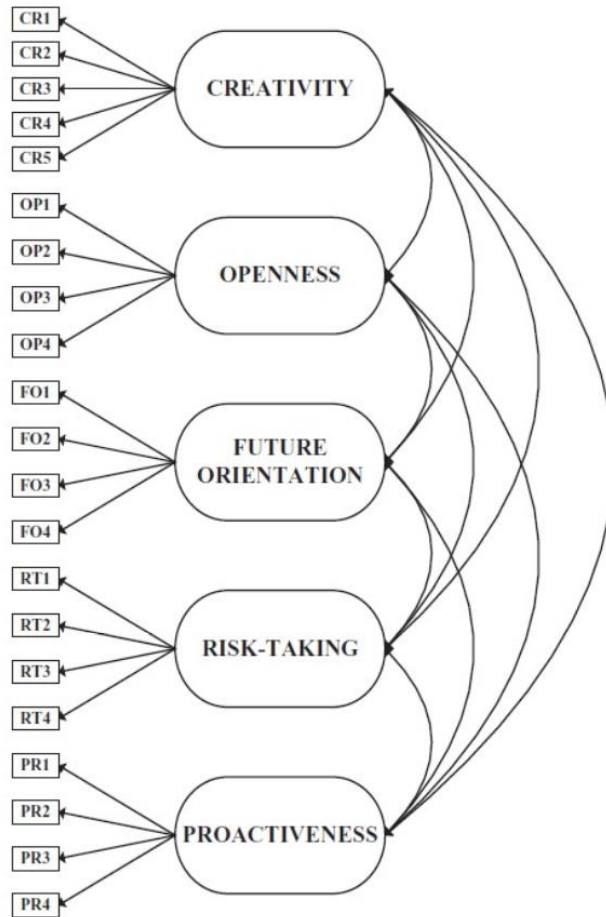 CR1
CR2
CR3
CR4
CR5
CREATIVITY
OP1
OP2
OP3
OP4
OPENNESS
FO1
FO2
FO3
FO4
FUTURE
ORIENTATION
RT1
RT2
RT3
RT4
RISK-TAKING
PR1
PR2
PR3
PR4
PROACTIVENESS